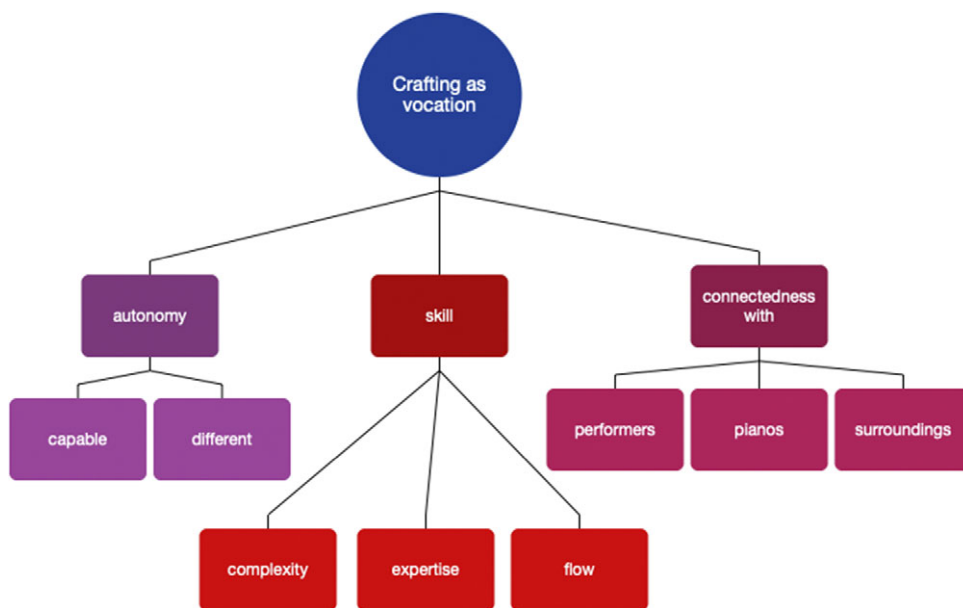 Crafting as
vocation
autonomy
skill
connectedness
with
capable
different
performers
pianos
surroundings
complexity
expertise
flow